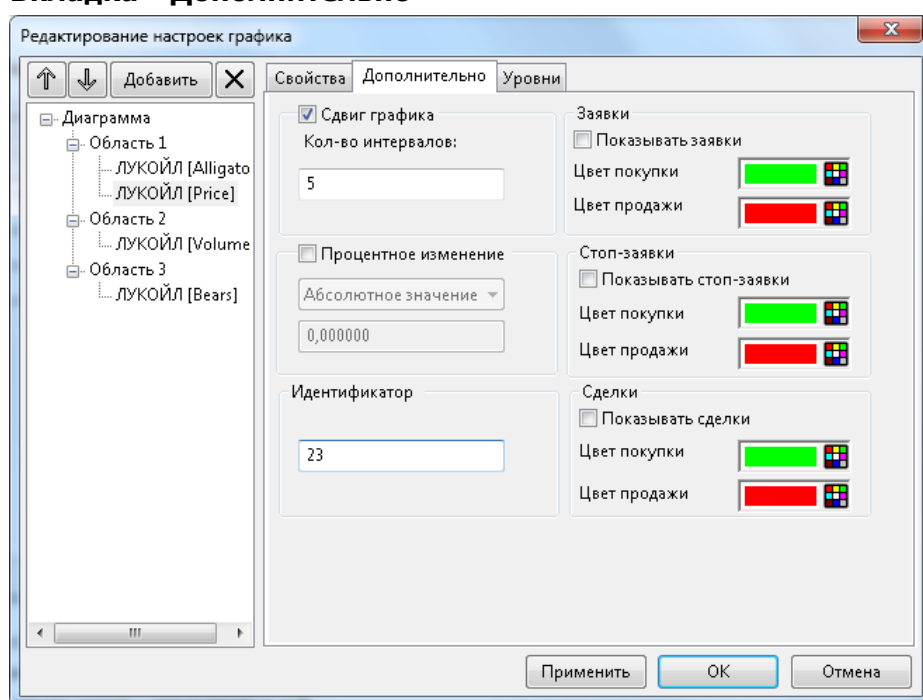 Вкладка «Дополнительно»
Редактирование настроек графика
Добавить
Диаграмма
Область 1
ЛУКОЙЛ [Alligato
ЛУКОЙЛ [Price]
Область 2
ЛУКОЙЛ [Volume
Область 3
ЛУКОЙЛ [Bears]
Свойства Дополнительно Уровни
Сдвиг графика
Кол-во интервалов:
5
Процентное изменение
Абсолютное значение
0,000000
Идентификатор
23
Заявки
Показывать заявки
Цвет покупки
Цвет продажи
Стоп-заявки
Показывать стоп-заявки
Цвет покупки
Цвет продажи
Сделки
Показывать сделки
Цвет покупки
Цвет продажи
Применить OK Отмена